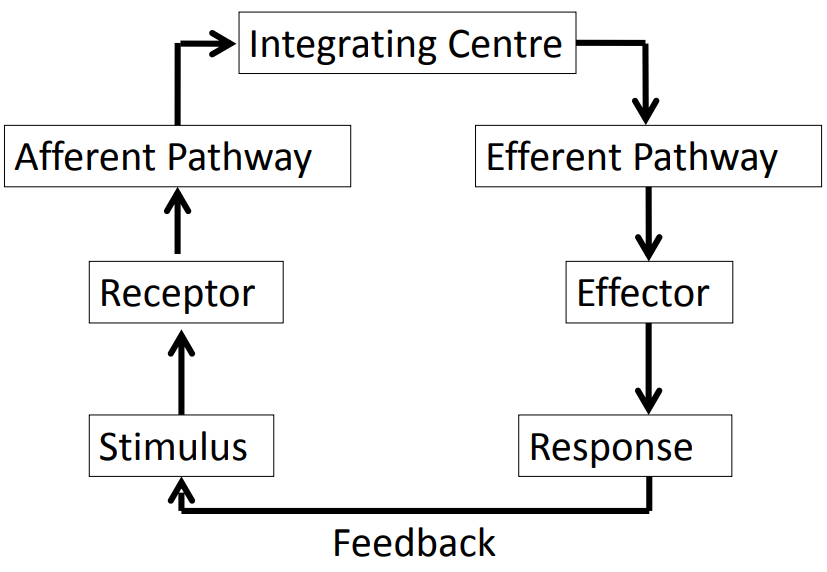 Integrating Centre
Afferent Pathway
Efferent Pathway
Receptor
Effector
Stimulus
Response
Feedback